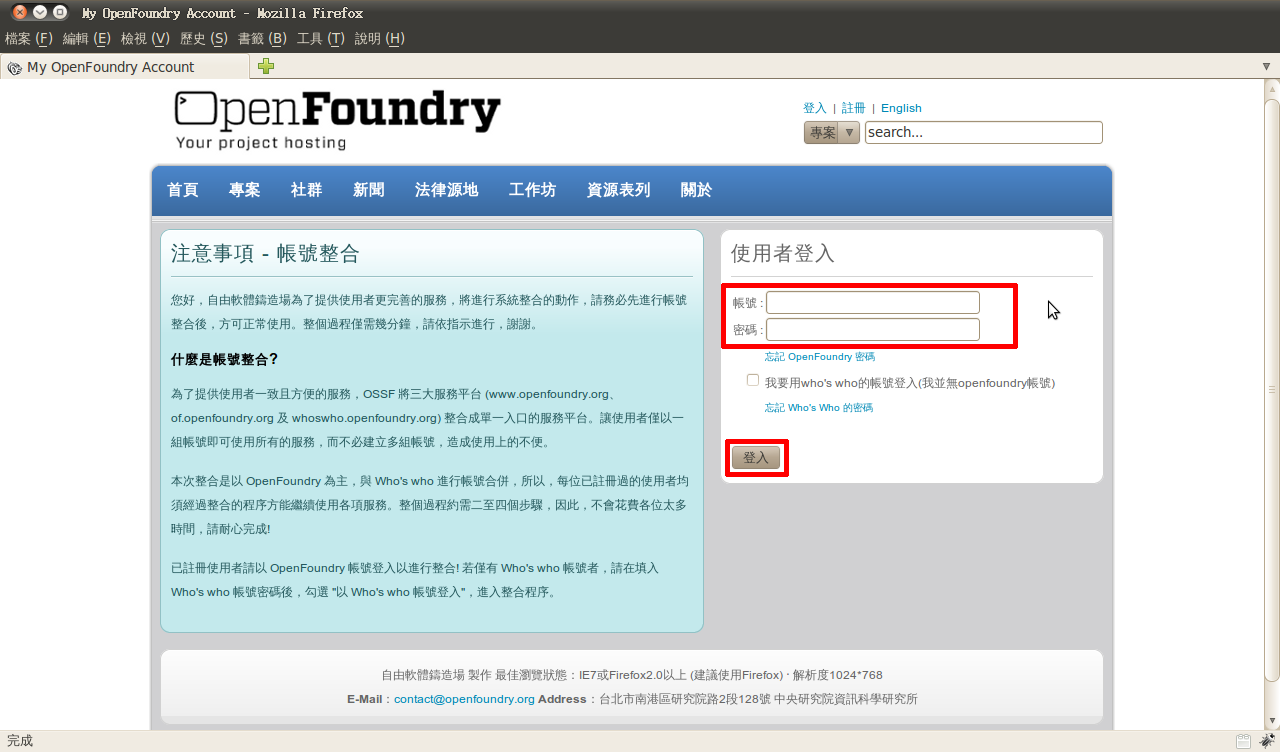 My OpenFoundry Account - Mozilla Firefox
檔案 (F) 編輯 (E) 檢視 (V) 歷史 (S) 書籤 (B) 工具 (T) 說明 (H)
My OpenFoundry Account
OpenFoundry
Your project hosting
登入 | 註冊 | English
專案 search...
首頁 專案 社群 新聞 法律源地 工作坊 資源表列 關於
注意事項 - 帳號整合
您好，自由軟體鑄造場為了提供使用者更完善的服務，將進行系統整合的動作，請務必先進行帳號
整合後，方可正常使用。整個過程僅需幾分鐘，請依指示進行，謝謝。
什麼是帳號整合?
為了提供使用者一致且方便的服務，OSSF 將三大服務平台 (www.openfoundry.org、
of.openfoundry.org 及 whoswho.openfoundry.org) 整合成單一入口的服務平台。讓使用者僅以一
組帳號即可使用所有的服務，而不必建立多組帳號，造成使用上的不便。
本次整合是以 OpenFoundry 為主，與 Who's who 進行帳號合併，所以，每位已註冊過的使用者均
須經過整合的程序方能繼續使用各項服務。整個過程約需二至四個步驟，因此，不會花費各位太多
時間，請耐心完成!
已註冊使用者請以 OpenFoundry 帳號登入以進行整合! 若僅有 Who's who 帳號者，請在填入
Who's who 帳號密碼後，勾選 "以 Who's who 帳號登入"，進入整合程序。
使用者登入
帳號 :
密碼 :
忘記 OpenFoundry 密碼
我要用who's who的帳號登入(我並無openfoundry帳號)
忘記 Who's Who 的密碼
登入
自由軟體鑄造場 製作 最佳瀏覽狀態：IE7或Firefox2.0以上 (建議使用Firefox) · 解析度1024*768
E-Mail：contact@openfoundry.org Address：台北市南港區研究院路2段128號 中央研究院資訊科學研究所
完成